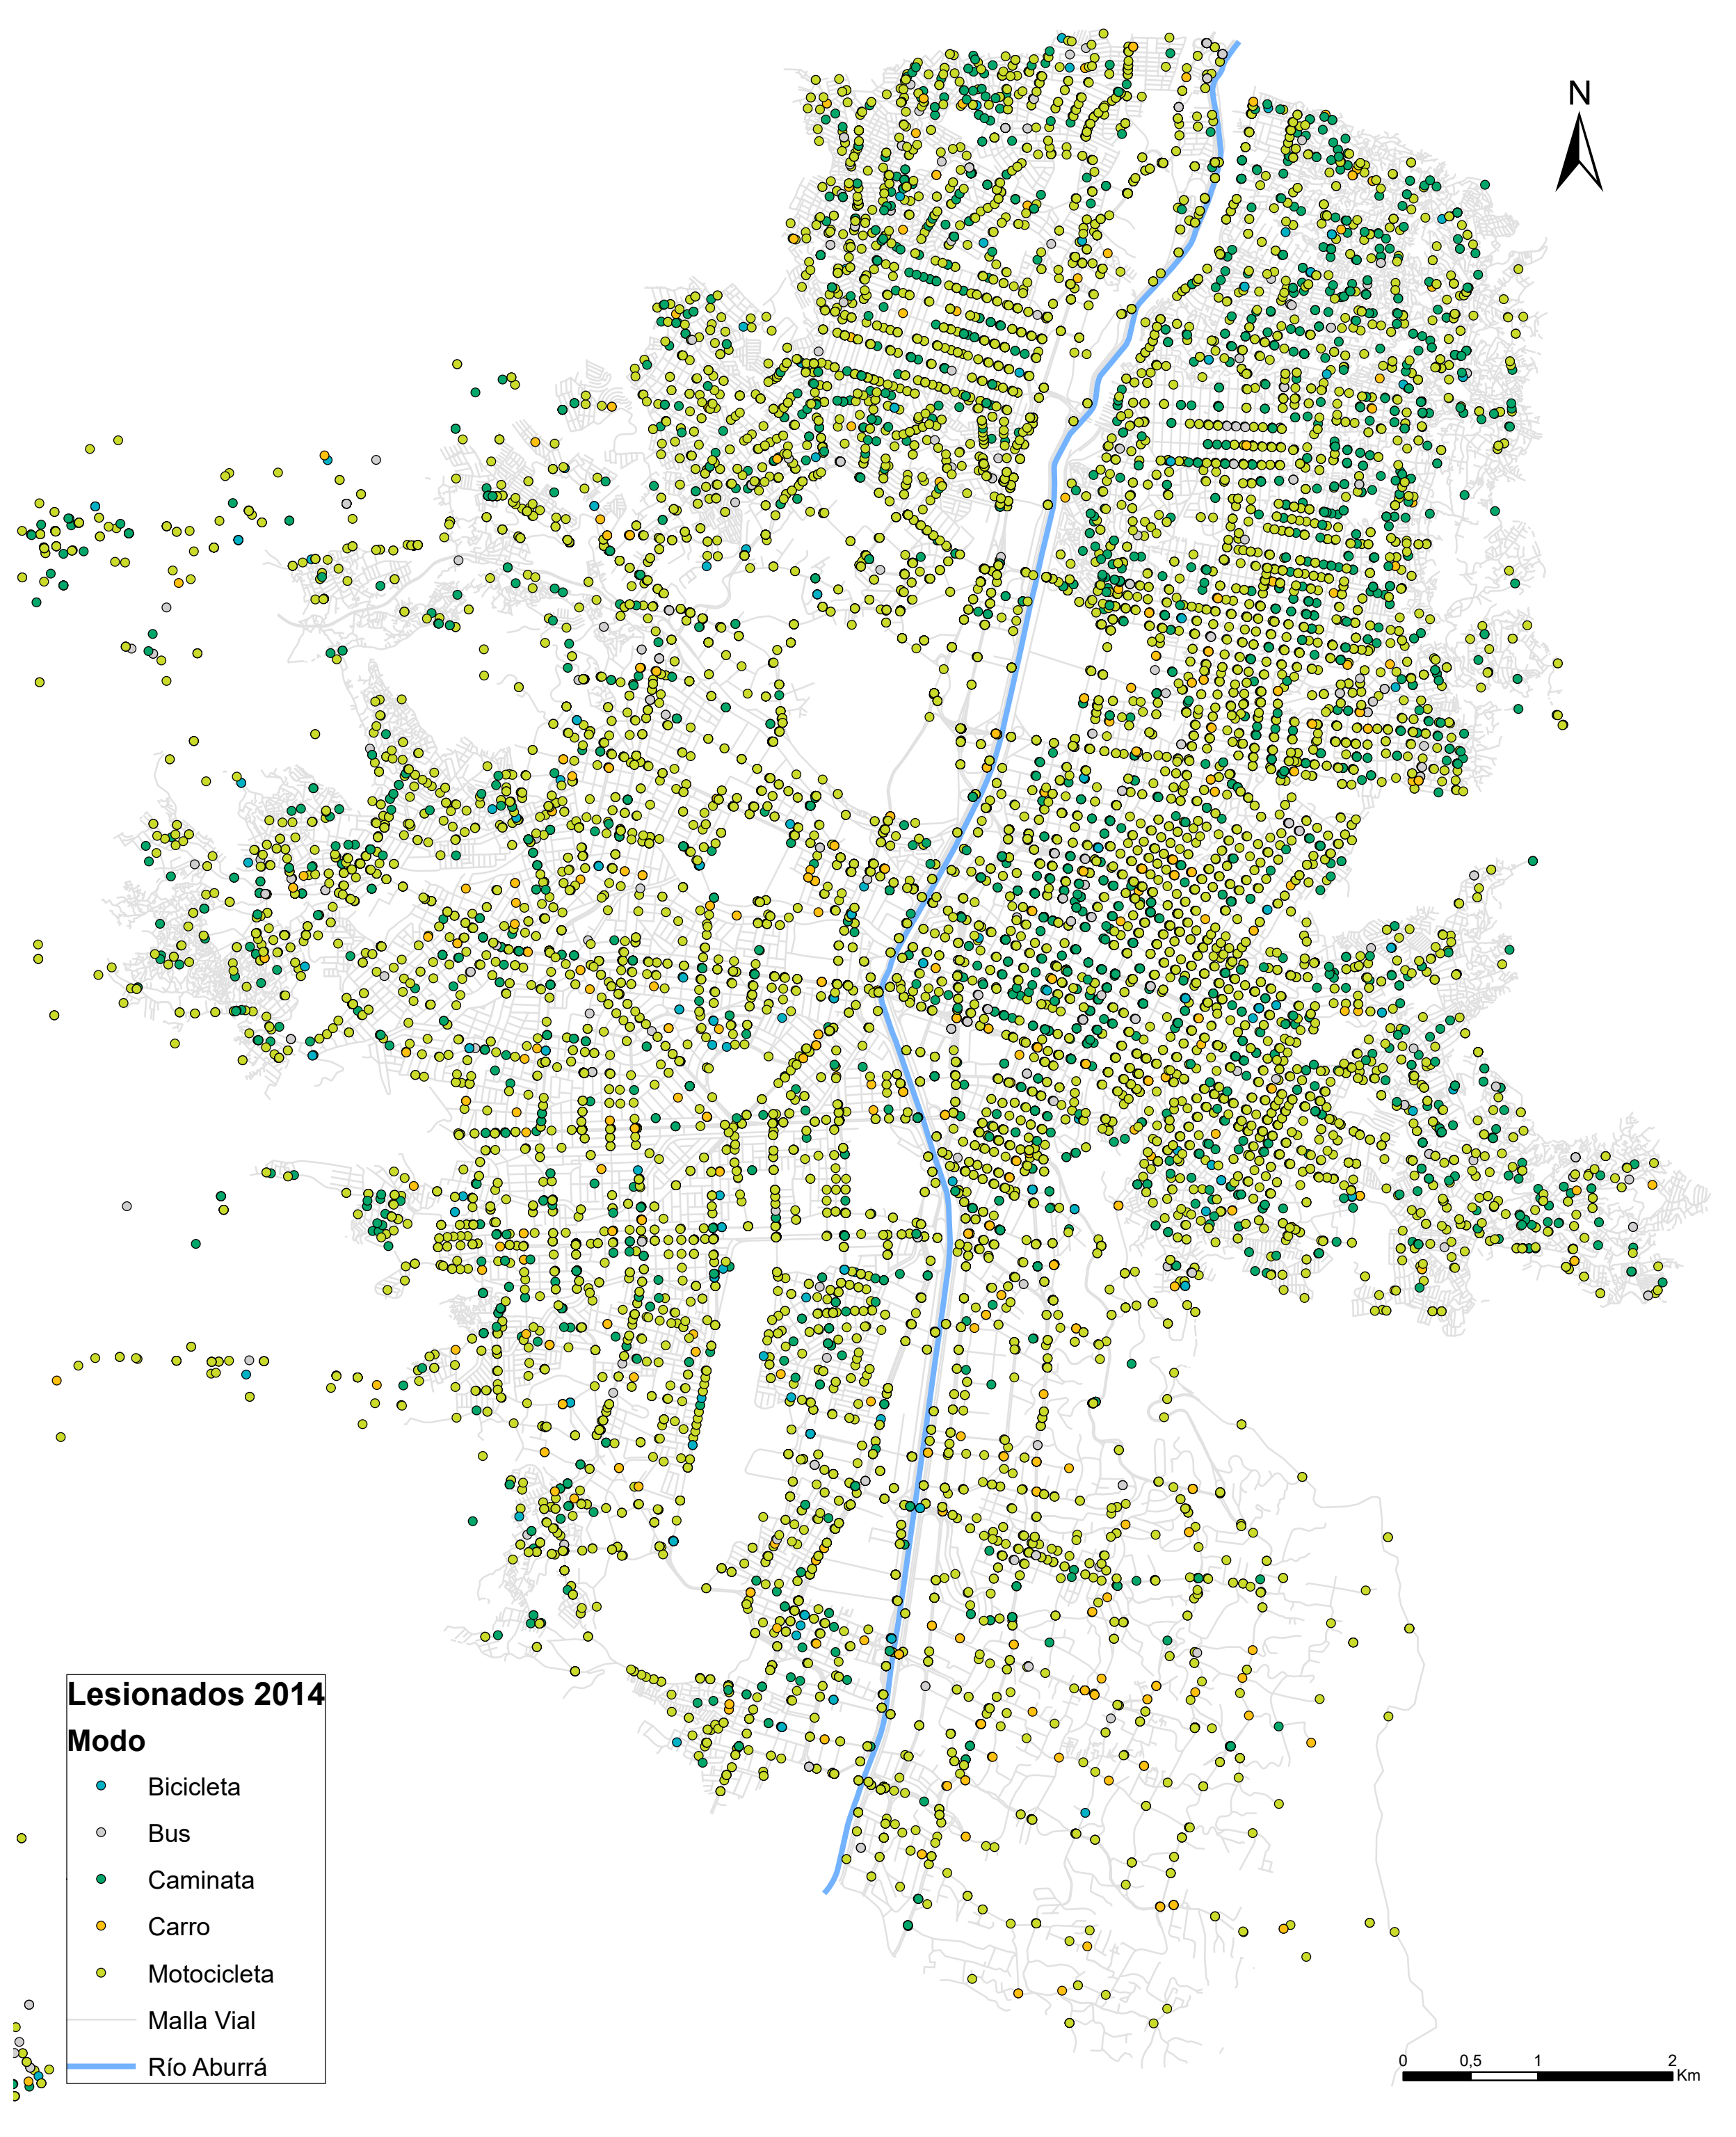 N
Lesionados 2014
Modo
Bicicleta
Bus
Caminata
Carro
Motocicleta
Malla Vial
Río Aburrá
0 0,5 1 2
Km